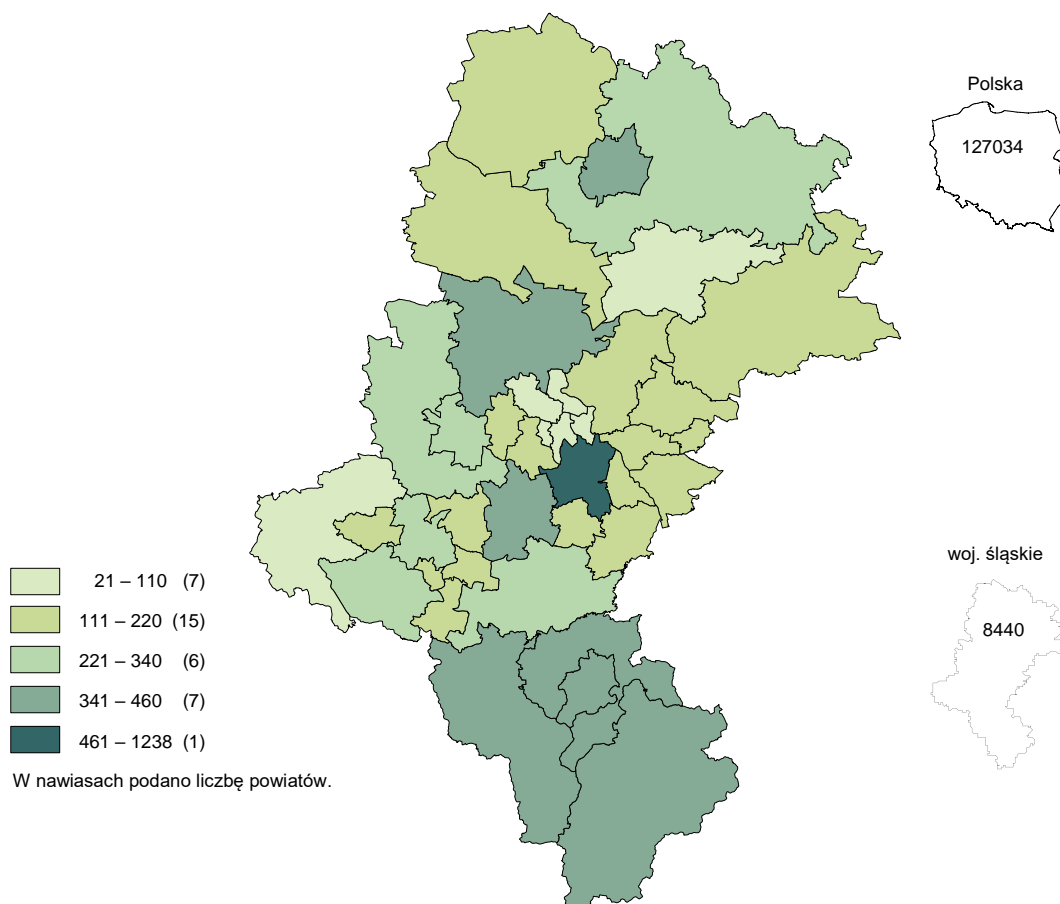 Polska
127034
woj. śląskie
8440
21 – 110 (7)
111 – 220 (15)
221 – 340 (6)
341 – 460 (7)
461 – 1238 (1)
W nawiasach podano liczbę powiatów.